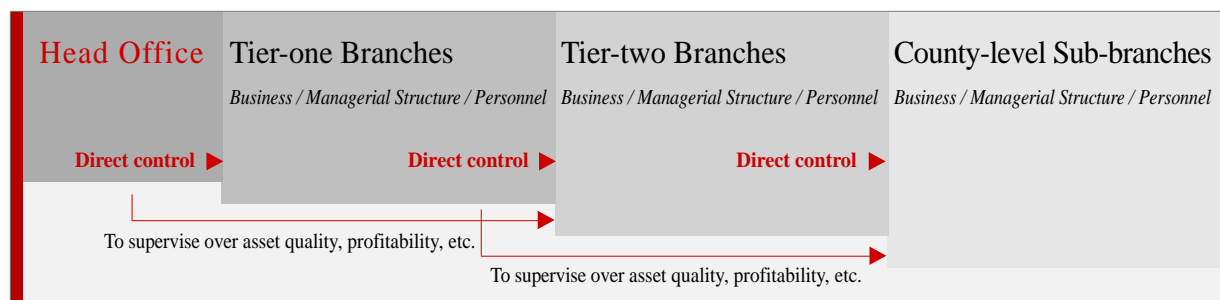 Head Office
Tier-one Branches
Tier-two Branches
County-level Sub-branches
Business / Managerial Structure / Personnel
Business / Managerial Structure / Personnel
Business / Managerial Structure / Personnel
Direct control
Direct control
Direct control
To supervise over asset quality, profitability, etc.
To supervise over asset quality, profitability, etc.